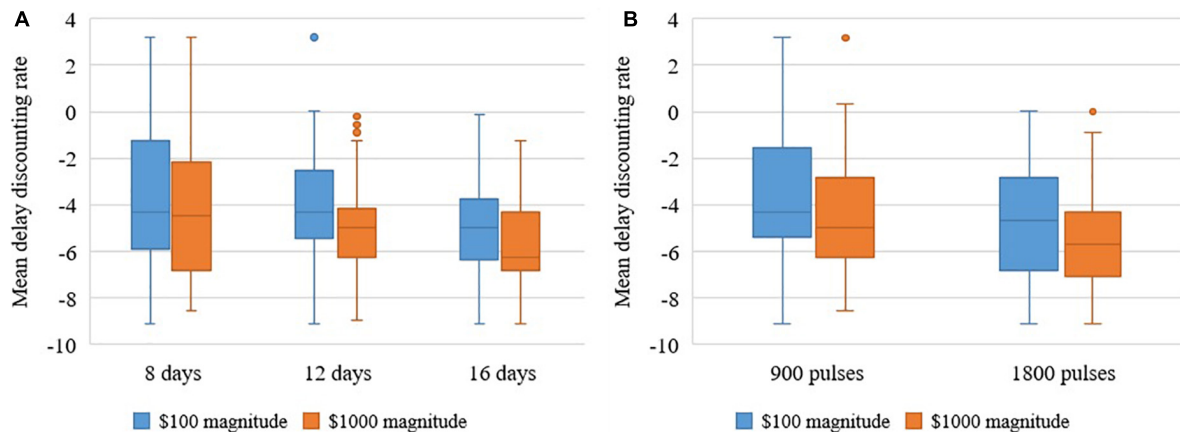 A
Mean delay discounting rate
4
2
0
-2
-4
-6
-8
-10
8 days
12 days
16 days
$100 magnitude
$1000 magnitude
B
Mean delay discounting rate
4
2
0
-2
-4
-6
-8
-10
900 pulses
1800 pulses
$100 magnitude
$1000 magnitude